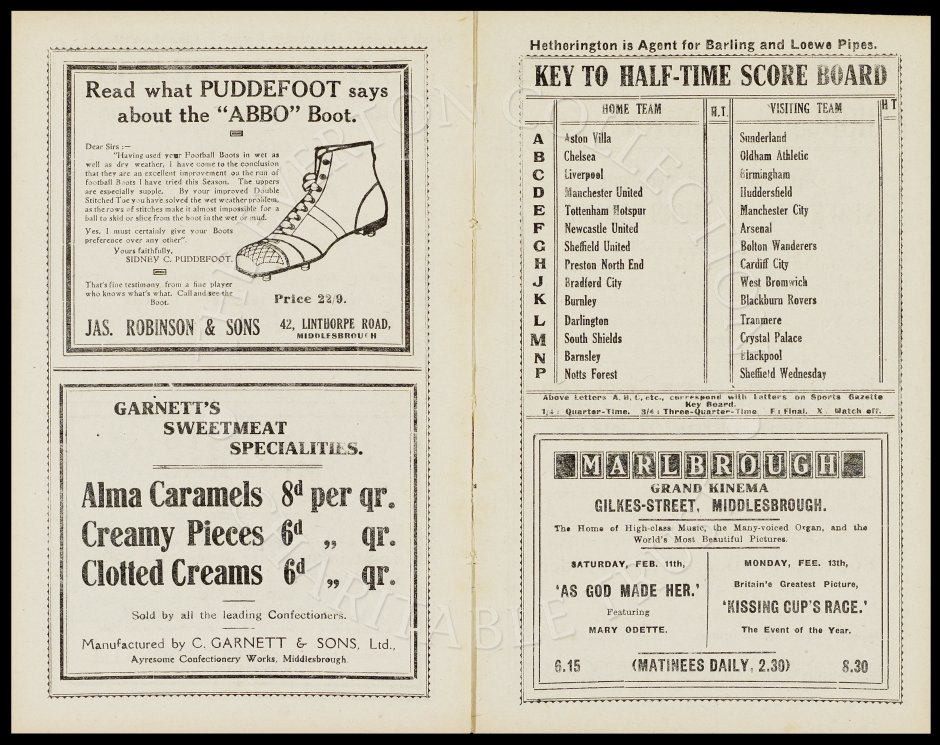 Read what PUDDEFOOT says
about the "ABBO" Boot.
Dear Sirs :—
"Having used your Football Boots in wet as
well as dry weather, I have come to the conclusion
that they are an excellent improvement on the run of
football Boots I have tried this Season. The uppers
are especially supple. By your improved Double
Stitched Toe you have solved the wet weather problem,
as the rows of stitches make it almost impossible for a
ball to skid or slice from the boot in the wet or mud.
Yes, I must certainly give your Boots
preference over any other".
Yours faithfully,
SIDNEY C. PUDDEFOOT.
That's fine testimony from a fine player
who knows what's what. Call and see the
Boot.
Price 22/9.
JAS. ROBINSON & SONS
42, LINTHORPE ROAD,
MIDDLESBROUGH
GARNETT'S
SWEETMEAT
SPECIALITIES.
Alma Caramels 8d per qr.
Creamy Pieces 6d ,, qr.
Clotted Creams 6d ,, qr.
Sold by all the leading Confectioners.
Manufactured by C. GARNETT & SONS, Ltd.,
Ayresome Confectionery Works, Middlesbrough.
Hetherington is Agent for Barling and Loewe Pipes.
KEY TO HALF-TIME SCORE BOARD
HOME TEAM H.T. VISITING TEAM H T
A Aston Villa Sunderland
B Chelsea Oldham Athletic
C Liverpool Birmingham
D Manchester United Huddersfield
E Tottenham Hotspur Manchester City
F Newcastle United Arsenal
G Sheffield United Bolton Wanderers
H Preston North End Cardiff City
J Bradford City West Bromwich
K Burnley Blackburn Rovers
L Darlington Tranmere
M South Shields Crystal Palace
N Barnsley Blackpool
P Notts Forest Sheffield Wednesday
Above Letters A, B, C, etc., correspond with Letters on Sports Gazette
Key Board.
1/4: Quarter-Time. 3/4: Three-Quarter-Time. F: Final. X. Watch off.
MARLBROUGH
GRAND KINEMA
GILKES-STREET, MIDDLESBROUGH.
The Home of High-class Music, the Many-voiced Organ, and the
World's Most Beautiful Pictures.
SATURDAY, FEB. 11th,
'AS GOD MADE HER.'
Featuring
MARY ODETTE.
MONDAY, FEE. 13th,
Britain's Greatest Picture,
'KISSING CUP'S RACE.'
The Event of the Year.
6.15 (MATINEES DAILY, 2.30) 8.30